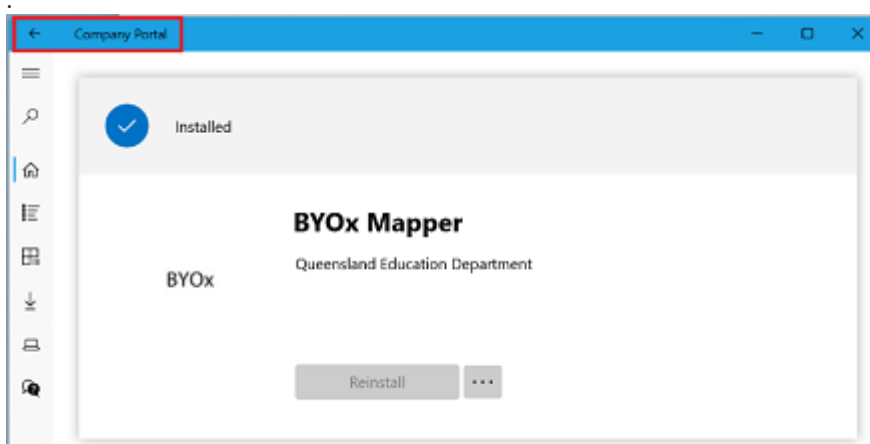 .
Company Portal
Installed
BYOx Mapper
Queensland Education Department
BYOx
Reinstall